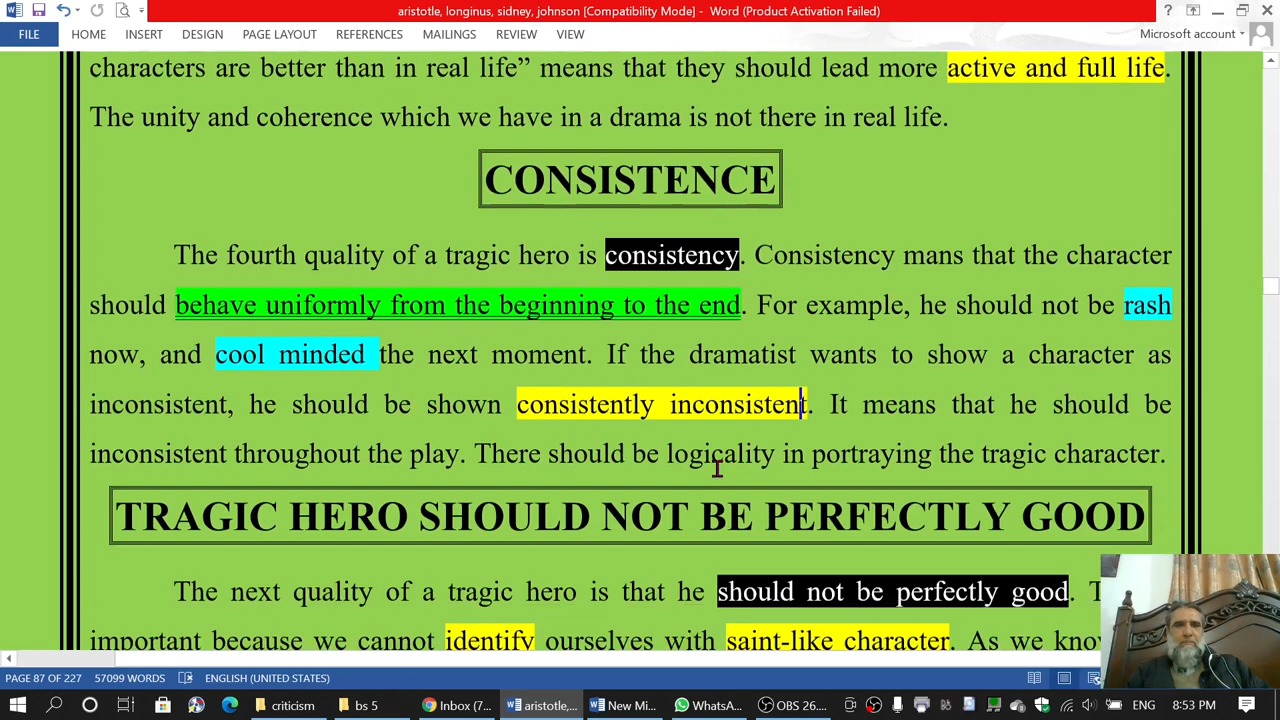 aristotle, longinus, sidney, johnson [Compatibility Mode] - Word (Product Activation Failed)
FILE HOME INSERT DESIGN PAGE LAYOUT REFERENCES MAILINGS REVIEW VIEW Microsoft account
characters are better than in real life” means that they should lead more active and full life.
The unity and coherence which we have in a drama is not there in real life.
CONSISTENCE
The fourth quality of a tragic hero is consistency. Consistency mans that the character
should behave uniformly from the beginning to the end. For example, he should not be rash
now, and cool minded the next moment. If the dramatist wants to show a character as
inconsistent, he should be shown consistently inconsistent. It means that he should be
inconsistent throughout the play. There should be logicality in portraying the tragic character.
TRAGIC HERO SHOULD NOT BE PERFECTLY GOOD
The next quality of a tragic hero is that he should not be perfectly good.
important because we cannot identify ourselves with saint-like character. As we
PAGE 87 OF 227 57099 WORDS ENGLISH (UNITED STATES)
criticism bs 5 Inbox (7... aristotle,... New Mi... WhatsA... OBS 26.... ENG 8:53 PM